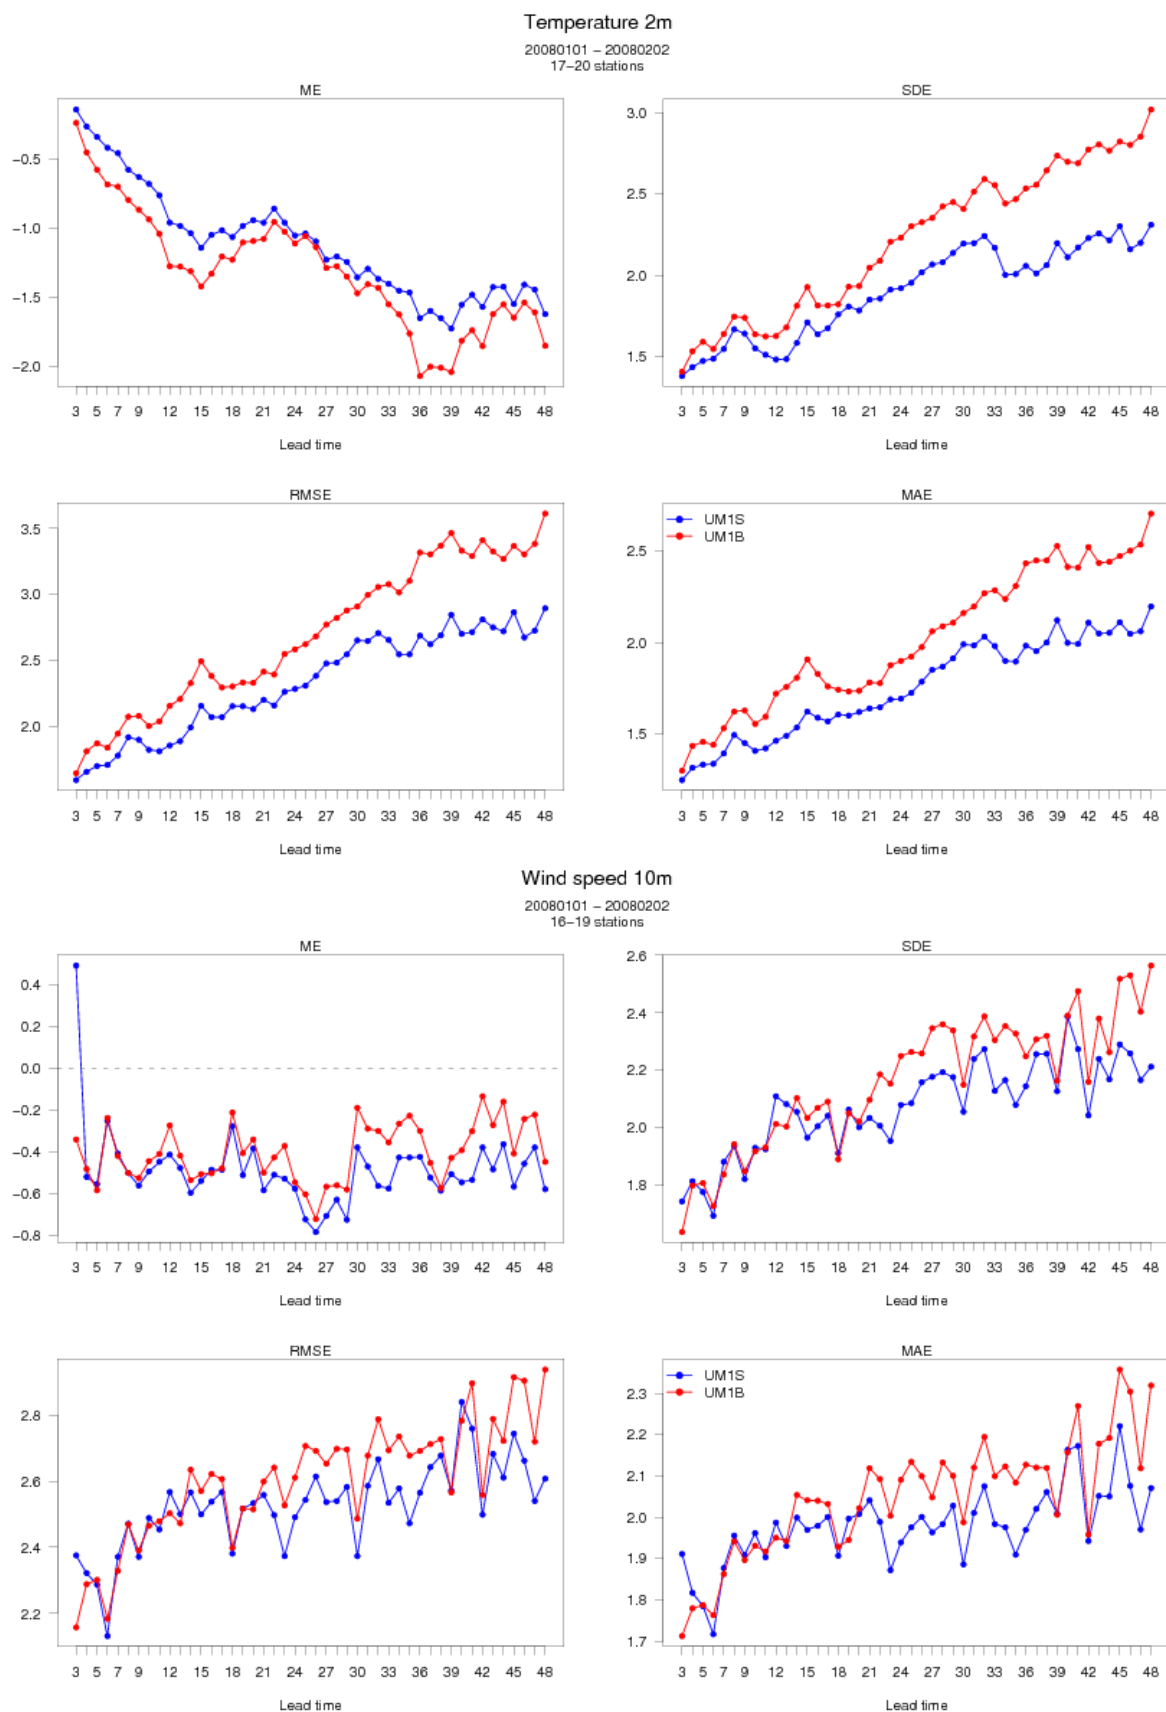 Temperature 2m
20080101 – 20080202
17–20 stations
ME
SDE
−0.5
−1.0
−1.5
−2.0
3 5 7 9 12 15 18 21 24 27 30 33 36 39 42 45 48
Lead time
3.0
2.5
2.0
1.5
3 5 7 9 12 15 18 21 24 27 30 33 36 39 42 45 48
Lead time
RMSE
MAE
3.5
3.0
2.5
2.0
3 5 7 9 12 15 18 21 24 27 30 33 36 39 42 45 48
Lead time
UM1S
UM1B
2.5
2.0
1.5
3 5 7 9 12 15 18 21 24 27 30 33 36 39 42 45 48
Lead time
Wind speed 10m
20080101 – 20080202
16–19 stations
ME
SDE
0.4
0.2
0.0
−0.2
−0.4
−0.6
−0.8
3 5 7 9 12 15 18 21 24 27 30 33 36 39 42 45 48
Lead time
2.6
2.4
2.2
2.0
1.8
3 5 7 9 12 15 18 21 24 27 30 33 36 39 42 45 48
Lead time
RMSE
MAE
2.8
2.6
2.4
2.2
3 5 7 9 12 15 18 21 24 27 30 33 36 39 42 45 48
Lead time
UM1S
UM1B
2.3
2.2
2.1
2.0
1.9
1.8
1.7
3 5 7 9 12 15 18 21 24 27 30 33 36 39 42 45 48
Lead time